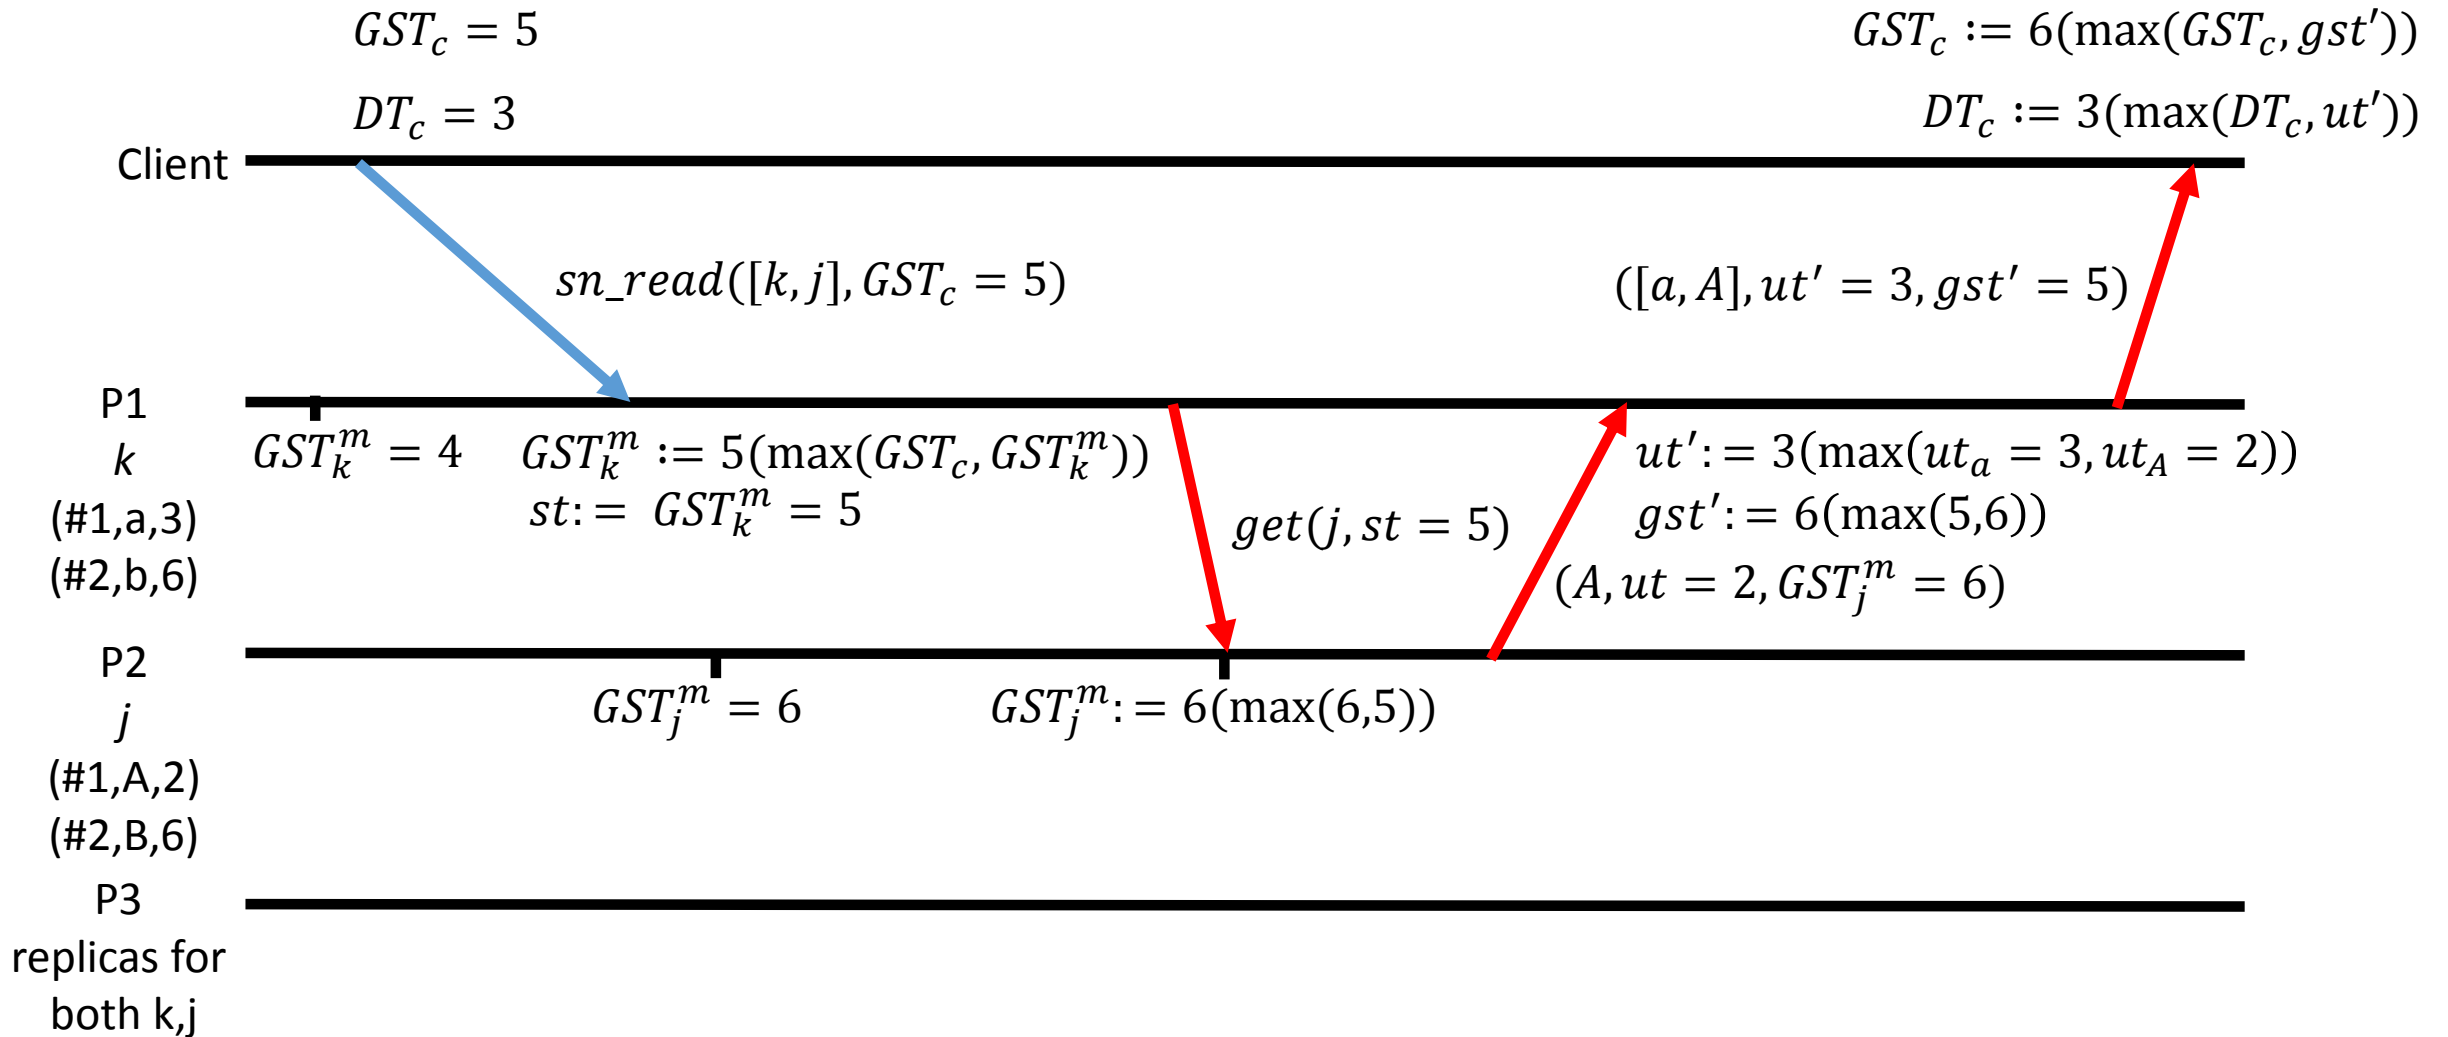 GST_c = 5
DT_c = 3
GST_c := 6(max(GST_c, gst′))
DT_c := 3(max(DT_c, ut′))
Client
sn_read([k, j], GST_c = 5)
([a, A], ut′ = 3, gst′ = 5)
P1
k
(#1,a,3)
(#2,b,6)
GST_k^m = 4
GST_k^m := 5(max(GST_c, GST_k^m))
st: = GST_k^m = 5
get(j, st = 5)
ut′: = 3(max(ut_a = 3, ut_A = 2))
gst′: = 6(max(5,6))
(A, ut = 2, GST_j^m = 6)
P2
j
(#1,A,2)
(#2,B,6)
GST_j^m = 6
GST_j^m: = 6(max(6,5))
P3
replicas for
both k,j